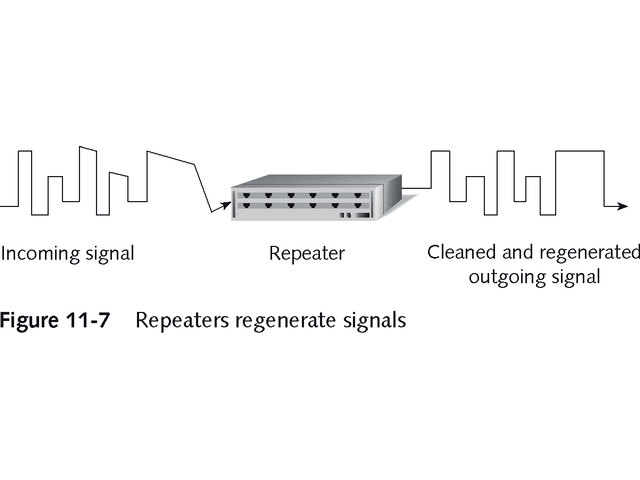 Incoming signal
Repeater
Cleaned and regenerated
outgoing signal
Figure 11-7 Repeaters regenerate signals